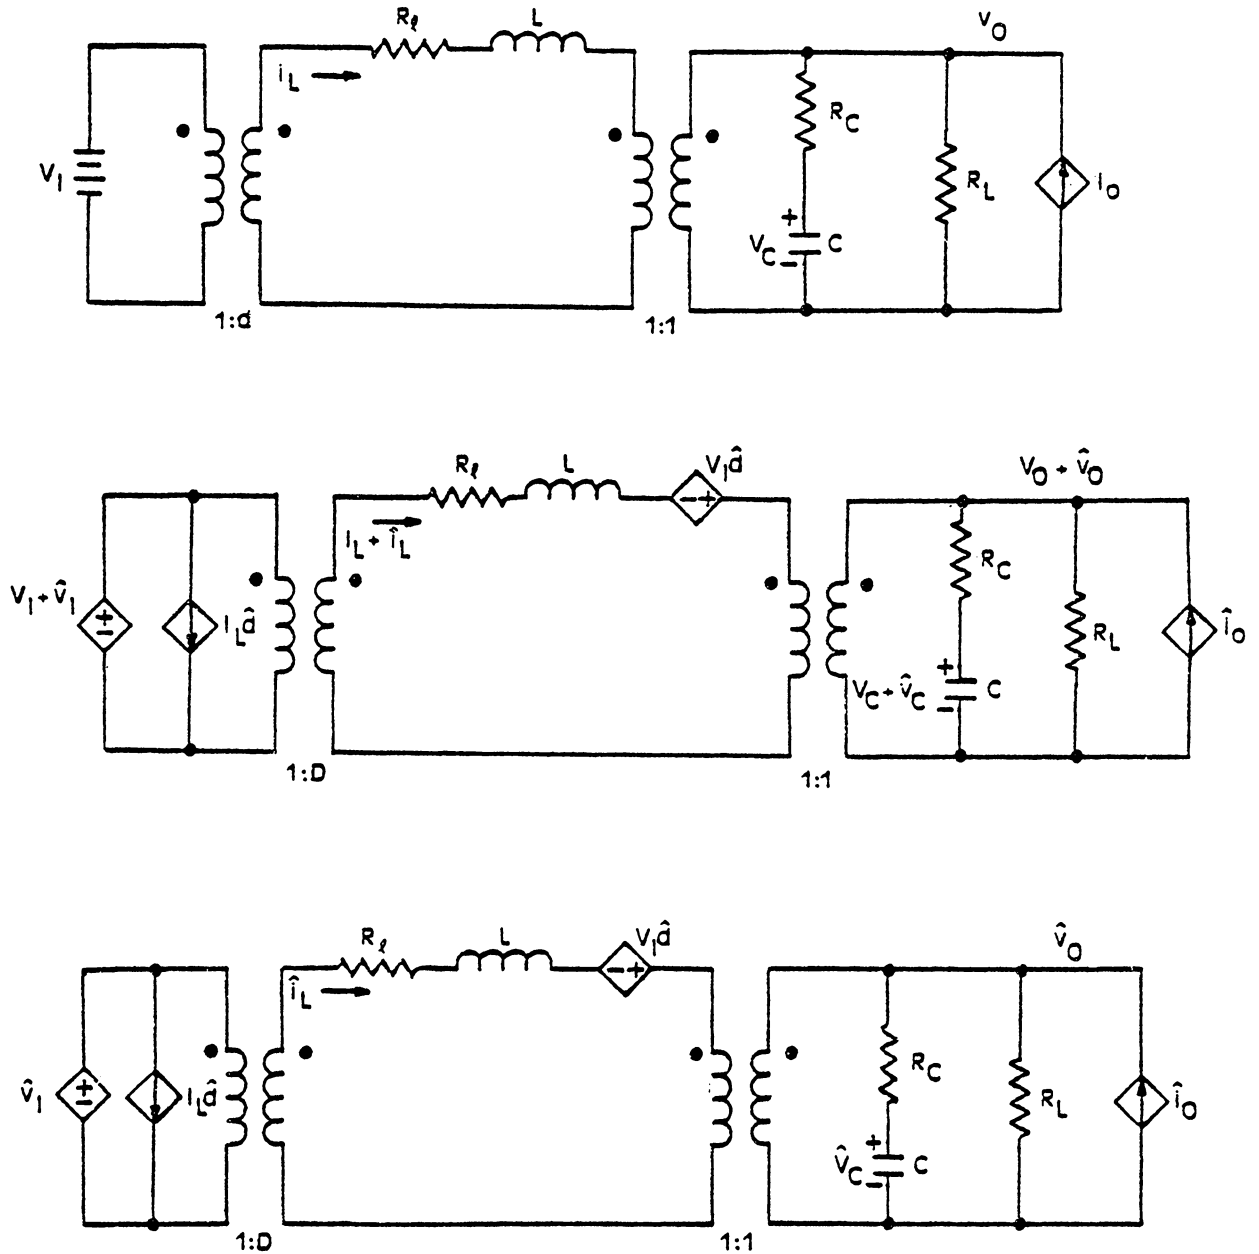 R_ℓ L v_O
i_L
R_C
V_I R_L I_O
V_C + − C
1:d 1:1
R_ℓ L V_I d̂ V_O + v̂_O
− +
I_L + î_L
R_C
V_I + v̂_I + − I_L d̂ R_L î_O
V_C + v̂_C + − C
1:D 1:1
R_ℓ L V_I d̂ v̂_O
− +
î_L
R_C
v̂_I + − I_L d̂ R_L î_O
v̂_C + − C
1:D 1:1